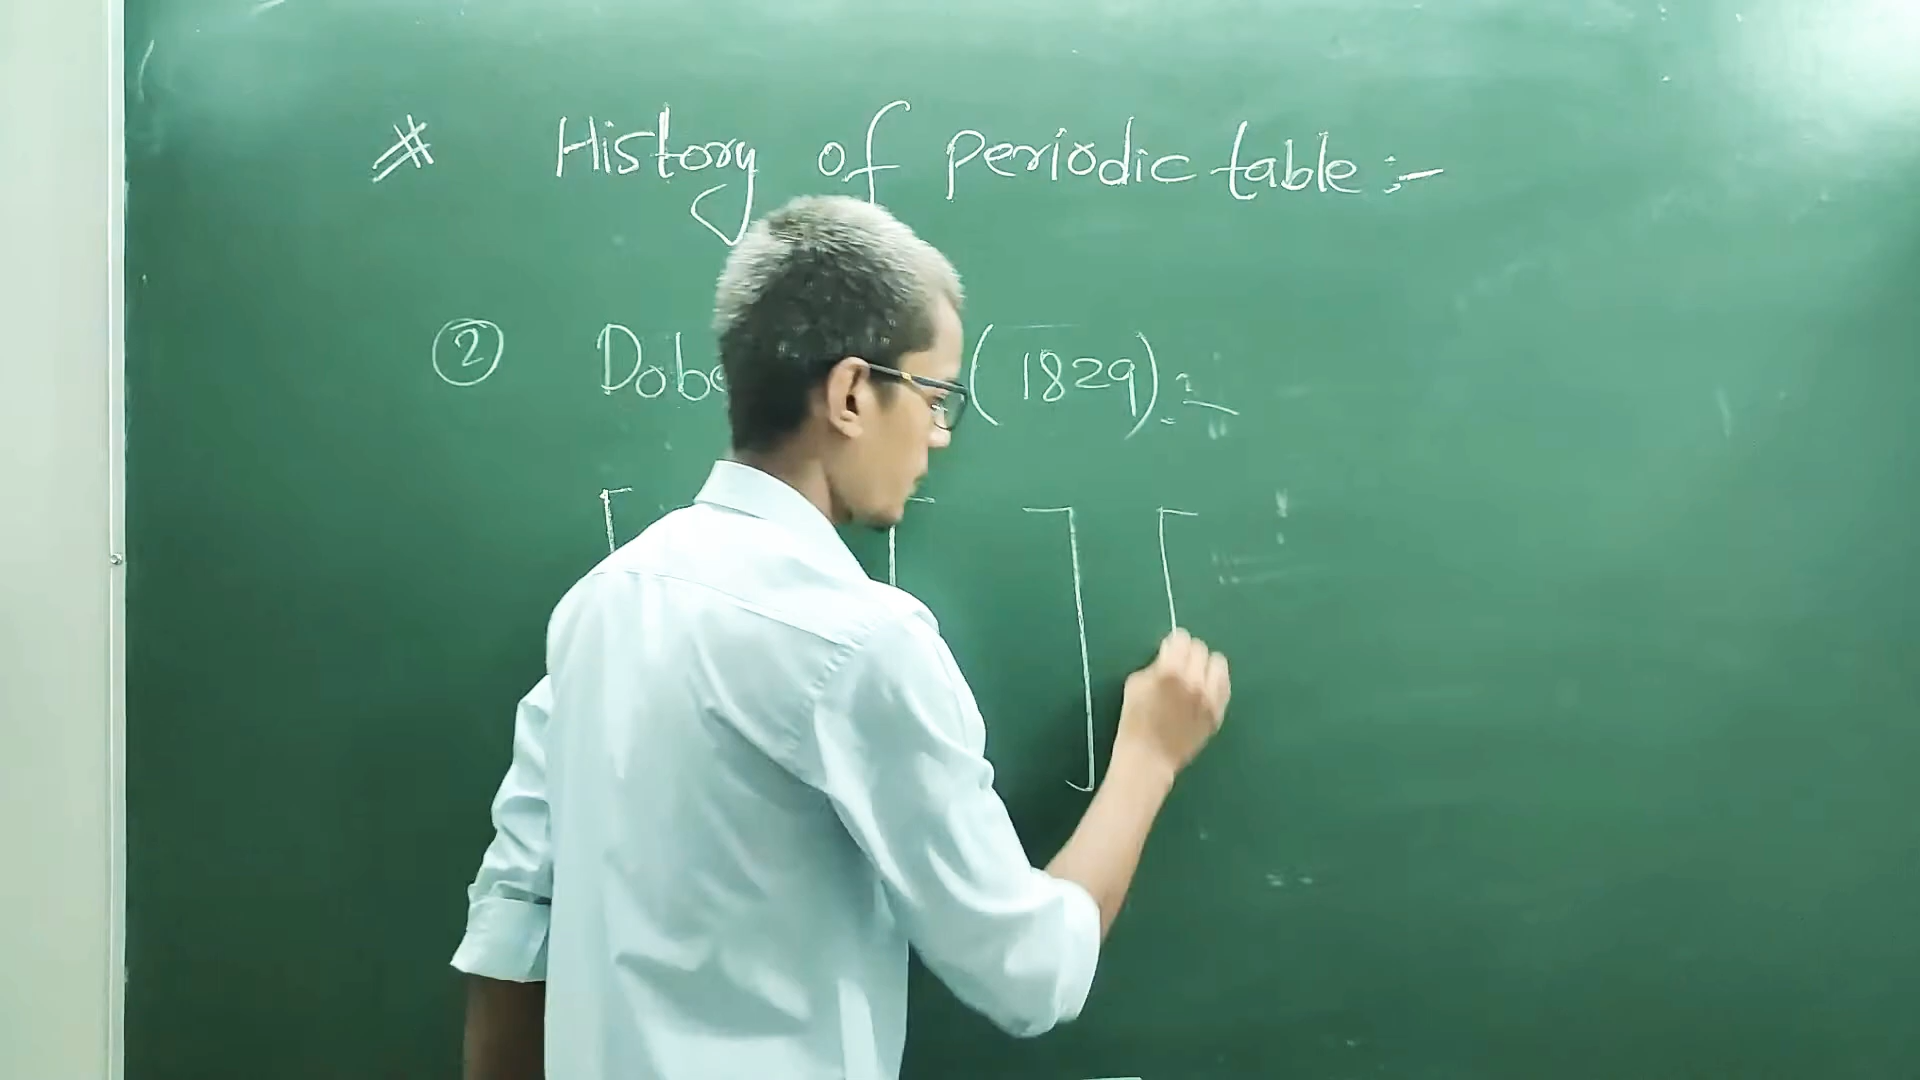 * History of periodic table :-
② Dobe (1829) :-